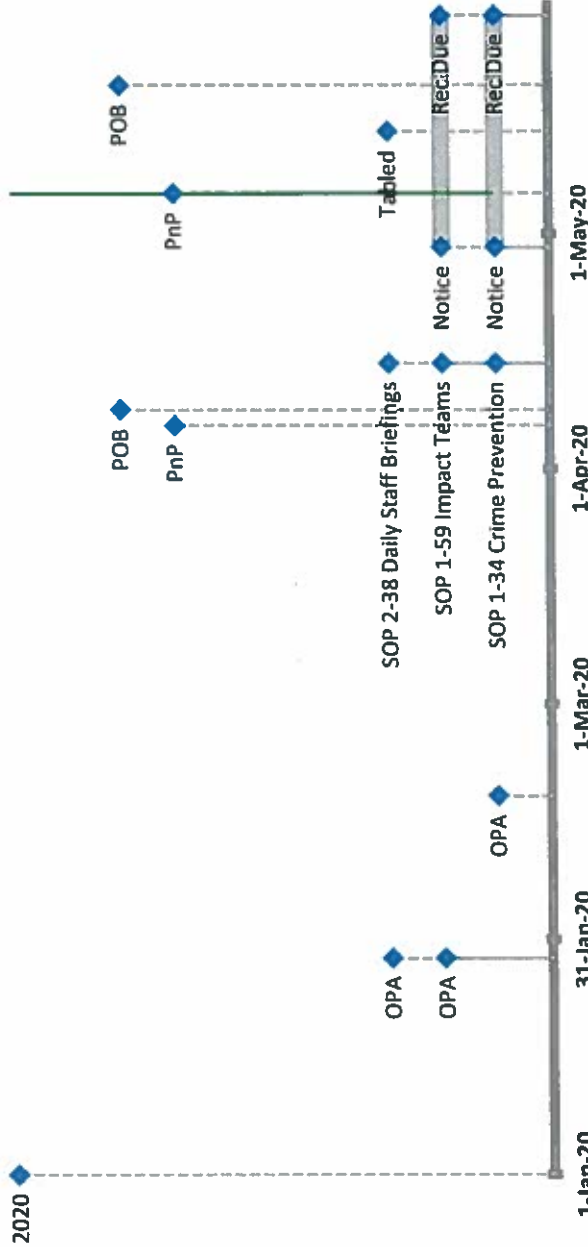 2020
POB
POB
PnP
PnP
OPA
SOP 2-38 Daily Staff Briefings
Tabled
OPA
SOP 1-59 Impact Teams
Notice
Rec Due
OPA
SOP 1-34 Crime Prevention
Notice
Rec Due
1-Jan-20
31-Jan-20
1-Mar-20
1-Apr-20
1-May-20